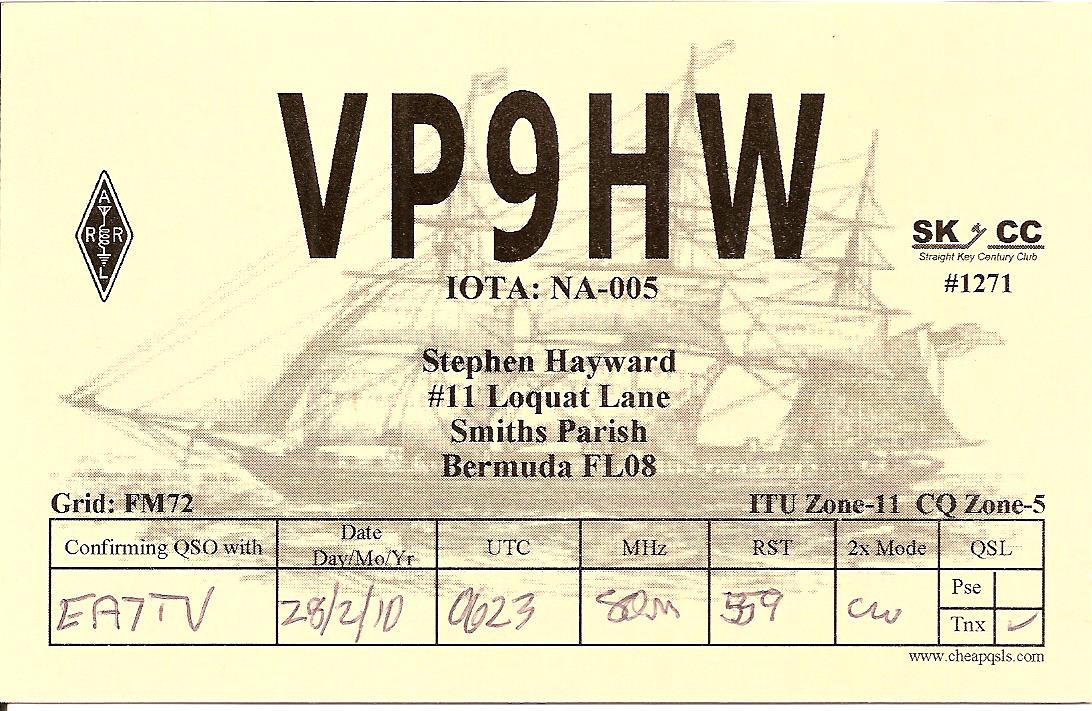 VP9HW
IOTA: NA-005
A
R R
L
SKCC
Straight Key Century Club
#1271
Stephen Hayward
#11 Loquat Lane
Smiths Parish
Bermuda FL08
Grid: FM72 ITU Zone-11 CQ Zone-5
Confirming QSO with Date Day/Mo/Yr UTC MHz RST 2x Mode QSL
EA7TV 28/2/10 0623 80m 559 cw Pse
Tnx ✓
www.cheapqsls.com